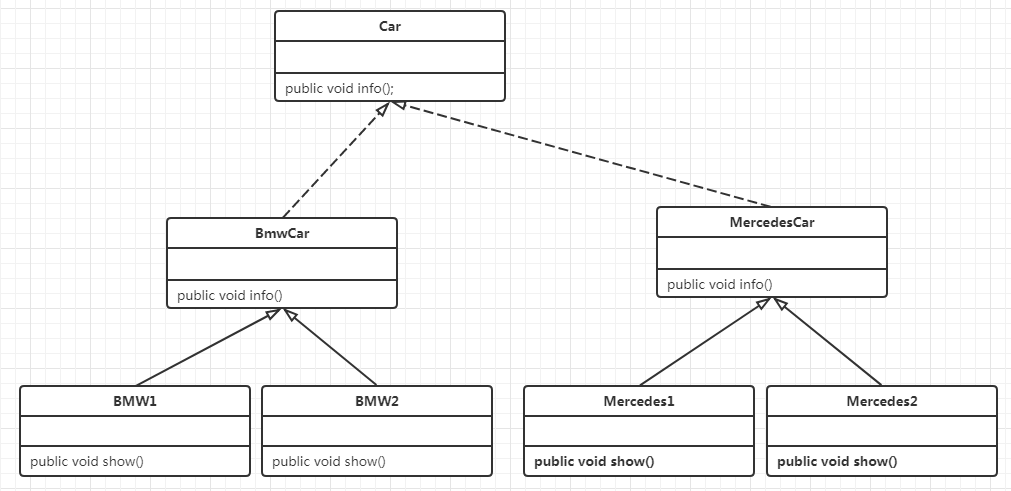 Car
public void info();
BmwCar
public void info()
MercedesCar
public void info()
BMW1
public void show()
BMW2
public void show()
Mercedes1
public void show()
Mercedes2
public void show()